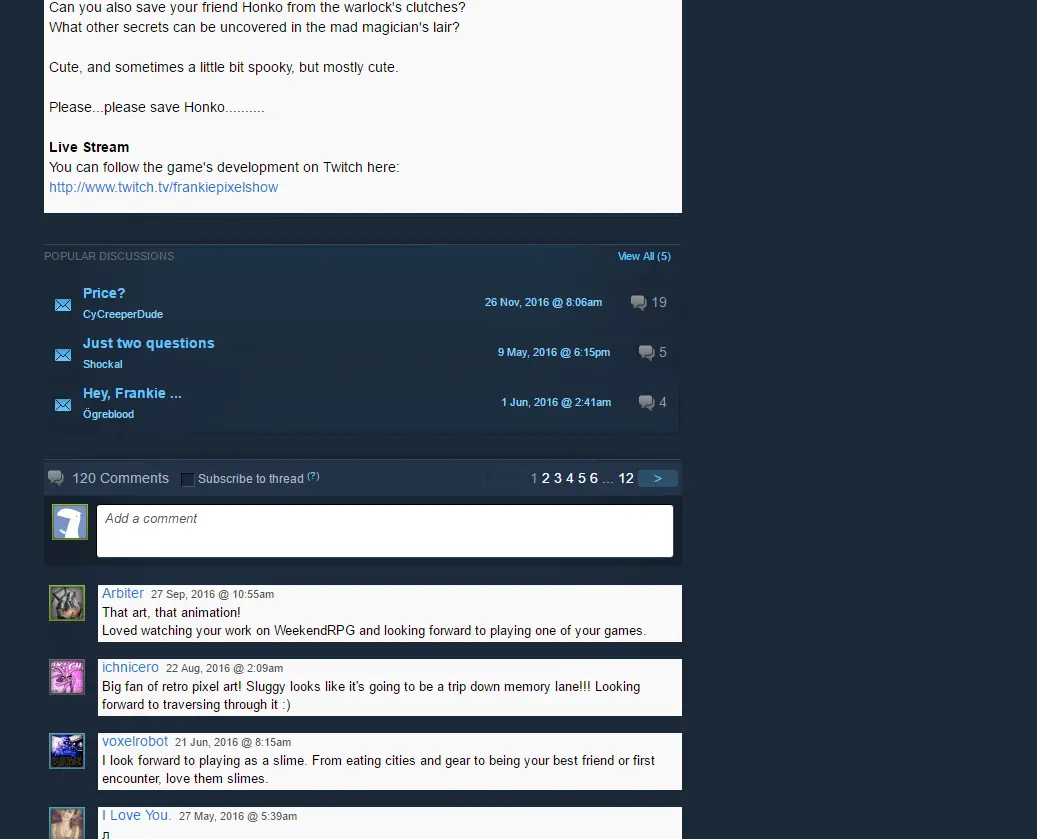 Can you also save your friend Honko from the warlock's clutches?
What other secrets can be uncovered in the mad magician's lair?
Cute, and sometimes a little bit spooky, but mostly cute.
Please...please save Honko..........
Live Stream
You can follow the game's development on Twitch here:
http://www.twitch.tv/frankiepixelshow
POPULAR DISCUSSIONS View All (5)
Price? 26 Nov, 2016 @ 8:06am 19
CyCreeperDude
Just two questions 9 May, 2016 @ 6:15pm 5
Shockal
Hey, Frankie ... 1 Jun, 2016 @ 2:41am 4
Ögreblood
120 Comments Subscribe to thread (?) 1 2 3 4 5 6 ... 12 >
Add a comment
Arbiter 27 Sep, 2016 @ 10:55am
That art, that animation!
Loved watching your work on WeekendRPG and looking forward to playing one of your games.
ichnicero 22 Aug, 2016 @ 2:09am
Big fan of retro pixel art! Sluggy looks like it's going to be a trip down memory lane!!! Looking
forward to traversing through it :)
voxelrobot 21 Jun, 2016 @ 8:15am
I look forward to playing as a slime. From eating cities and gear to being your best friend or first
encounter, love them slimes.
I Love You. 27 May, 2016 @ 5:39am